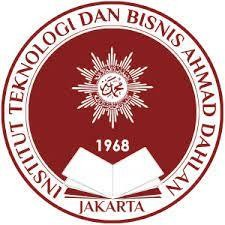 INSTITUT TEKNOLOGI DAN BISNIS AHMAD DAHLAN
1968
JAKARTA